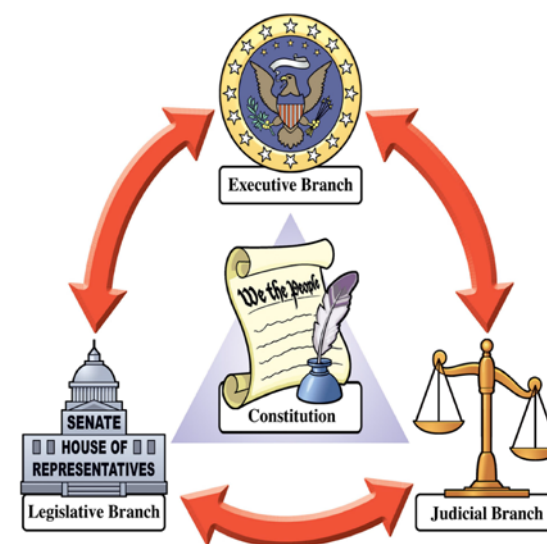 Executive Branch
We the People
Constitution
SENATE
HOUSE OF
REPRESENTATIVES
Legislative Branch
Judicial Branch